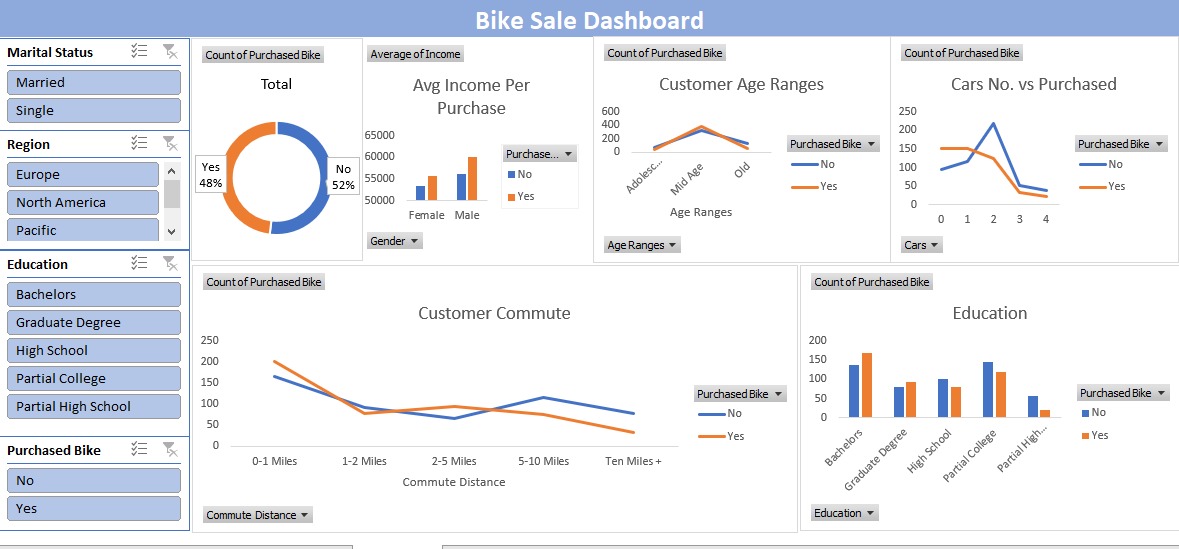 Bike Sale Dashboard
Marital Status
Married
Single
Region
Europe
North America
Pacific
Education
Bachelors
Graduate Degree
High School
Partial College
Partial High School
Purchased Bike
No
Yes
Count of Purchased Bike
Total
Yes
48%
No
52%
Average of Income
Avg Income Per
Purchase
65000
60000
55000
50000
Female Male
Purchase...
No
Yes
Gender
Count of Purchased Bike
Customer Age Ranges
600
400
200
0
Adolesc...
Mid Age
Old
Age Ranges
Purchased Bike
No
Yes
Age Ranges
Count of Purchased Bike
Cars No. vs Purchased
250
200
150
100
50
0
0 1 2 3 4
Purchased Bike
No
Yes
Cars
Count of Purchased Bike
Customer Commute
250
200
150
100
50
0
0-1 Miles 1-2 Miles 2-5 Miles 5-10 Miles Ten Miles +
Commute Distance
Purchased Bike
No
Yes
Commute Distance
Count of Purchased Bike
Education
200
150
100
50
0
Bachelors
Graduate Degree
High School
Partial College
Partial High...
Purchased Bike
No
Yes
Education